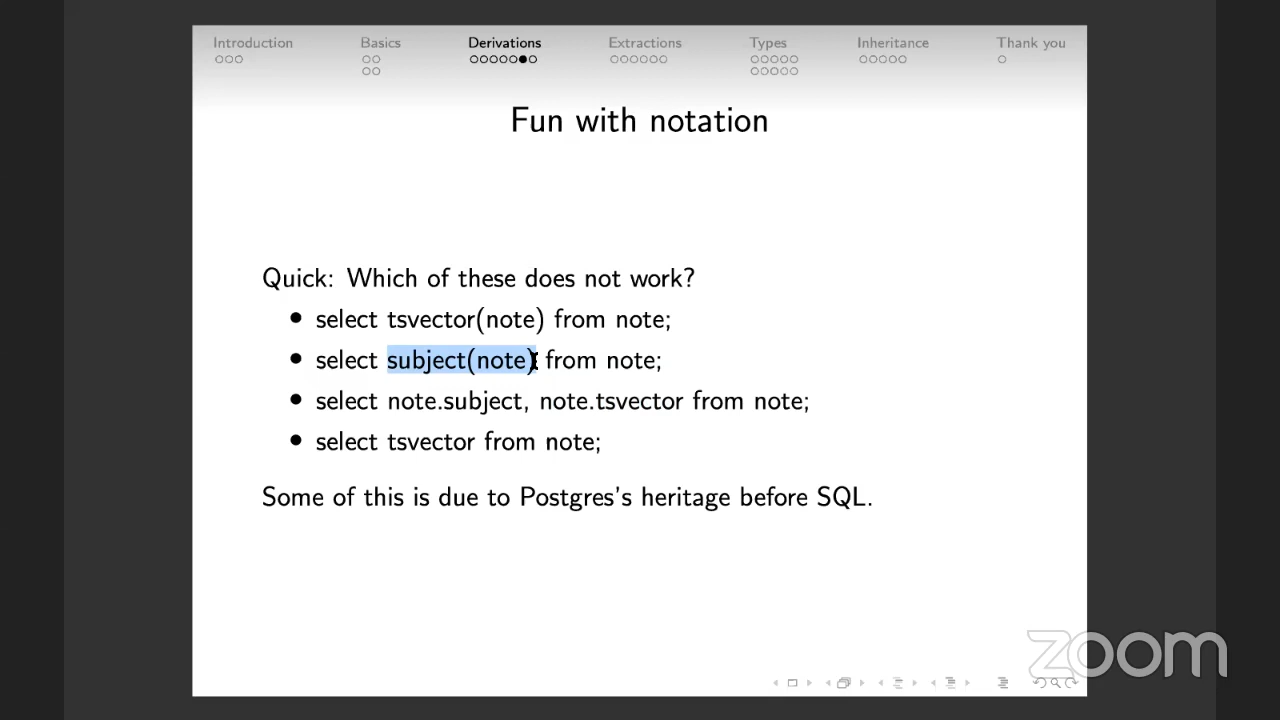 Introduction Basics Derivations Extractions Types Inheritance Thank you
Fun with notation
Quick: Which of these does not work?
• select tsvector(note) from note;
• select subject(note) from note;
• select note.subject, note.tsvector from note;
• select tsvector from note;
Some of this is due to Postgres's heritage before SQL.
zoom